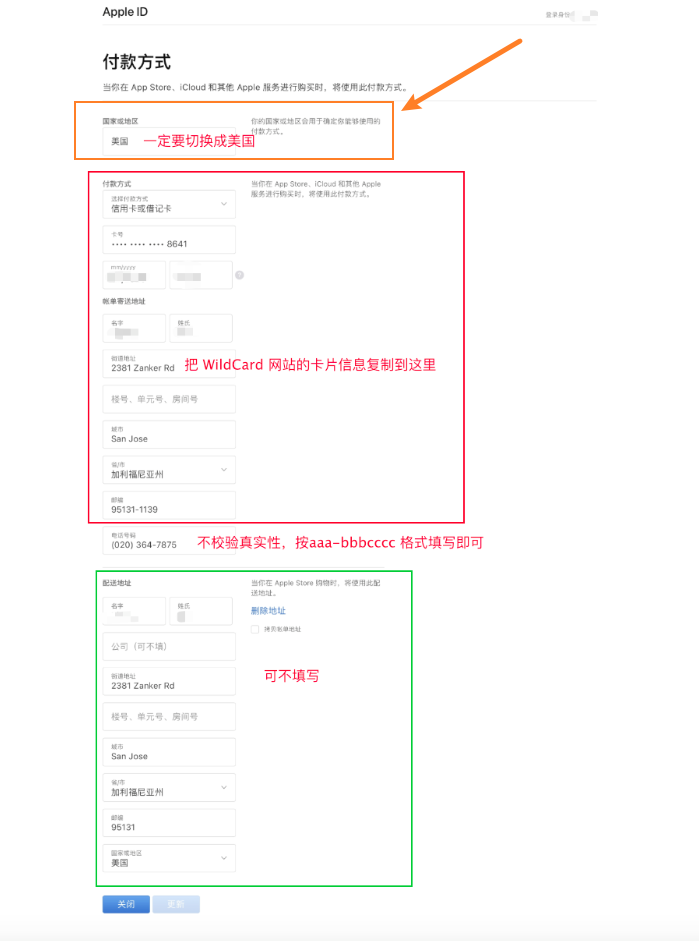 Apple ID
登录身份
付款方式
当你在 App Store、iCloud 和其他 Apple 服务进行购买时，将使用此付款方式。
国家或地区
美国
一定要切换成美国
你的国家或地区会用于确定你能够使用的
付款方式。
付款方式
选择付款方式
信用卡或借记卡
当你在 App Store、iCloud 和其他 Apple
服务进行购买时，将使用此付款方式。
卡号
•••• •••• •••• 8641
mm/yyyy
?
帐单寄送地址
名字
姓氏
街道地址
2381 Zanker Rd
把 WildCard 网站的卡片信息复制到这里
楼号、单元号、房间号
城市
San Jose
省/市
加利福尼亚州
邮编
95131-1139
电话号码
(020) 364-7875
不校验真实性，按aaa-bbbcccc 格式填写即可
配送地址
名字
姓氏
当你在 Apple Store 购物时，将使用此配
送地址。
删除地址
拷贝帐单地址
公司（可不填）
街道地址
2381 Zanker Rd
可不填写
楼号、单元号、房间号
城市
San Jose
省/市
加利福尼亚州
邮编
95131
国家或地区
美国
关闭
更新